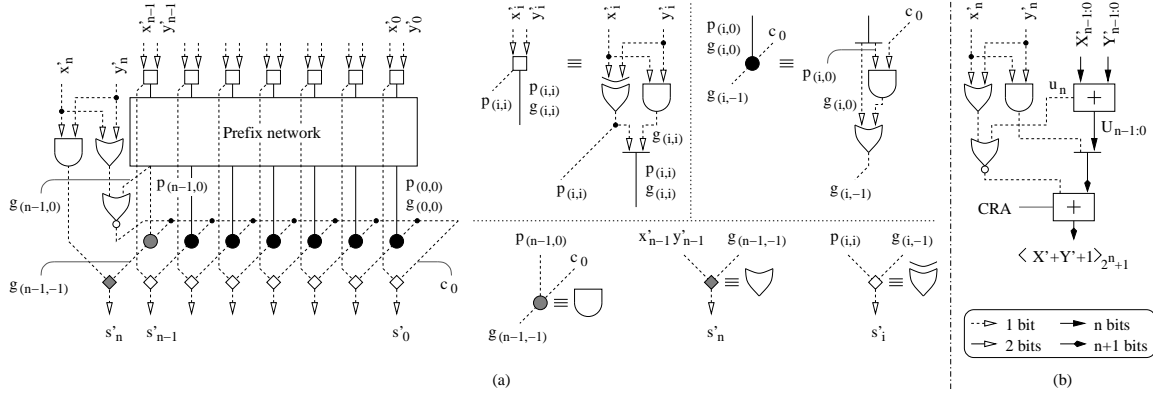 x'n−1 y'n−1
x'0 y'0
x'n
y'n
Prefix network
p(n−1,0)
g(n−1,0)
p(0,0)
g(0,0)
g(n−1,−1)
c0
s'n
s'n−1
s'0
x'i y'i
≡
p(i,i)
p(i,i)
g(i,i)
g(i,i)
p(i,i)
p(i,i)
g(i,i)
p(i,0)
g(i,0)
c0
≡
g(i,−1)
c0
p(i,0)
g(i,0)
g(i,−1)
p(n−1,0)
c0
≡
g(n−1,−1)
x'n−1 y'n−1
g(n−1,−1)
≡
s'n
p(i,i)
g(i,−1)
≡
s'i
(a)
x'n
y'n
X'n−1:0
Y'n−1:0
un
+
Un−1:0
CRA
+
⟨X'+Y'+1⟩2n+1
1 bit
n bits
2 bits
n+1 bits
(b)